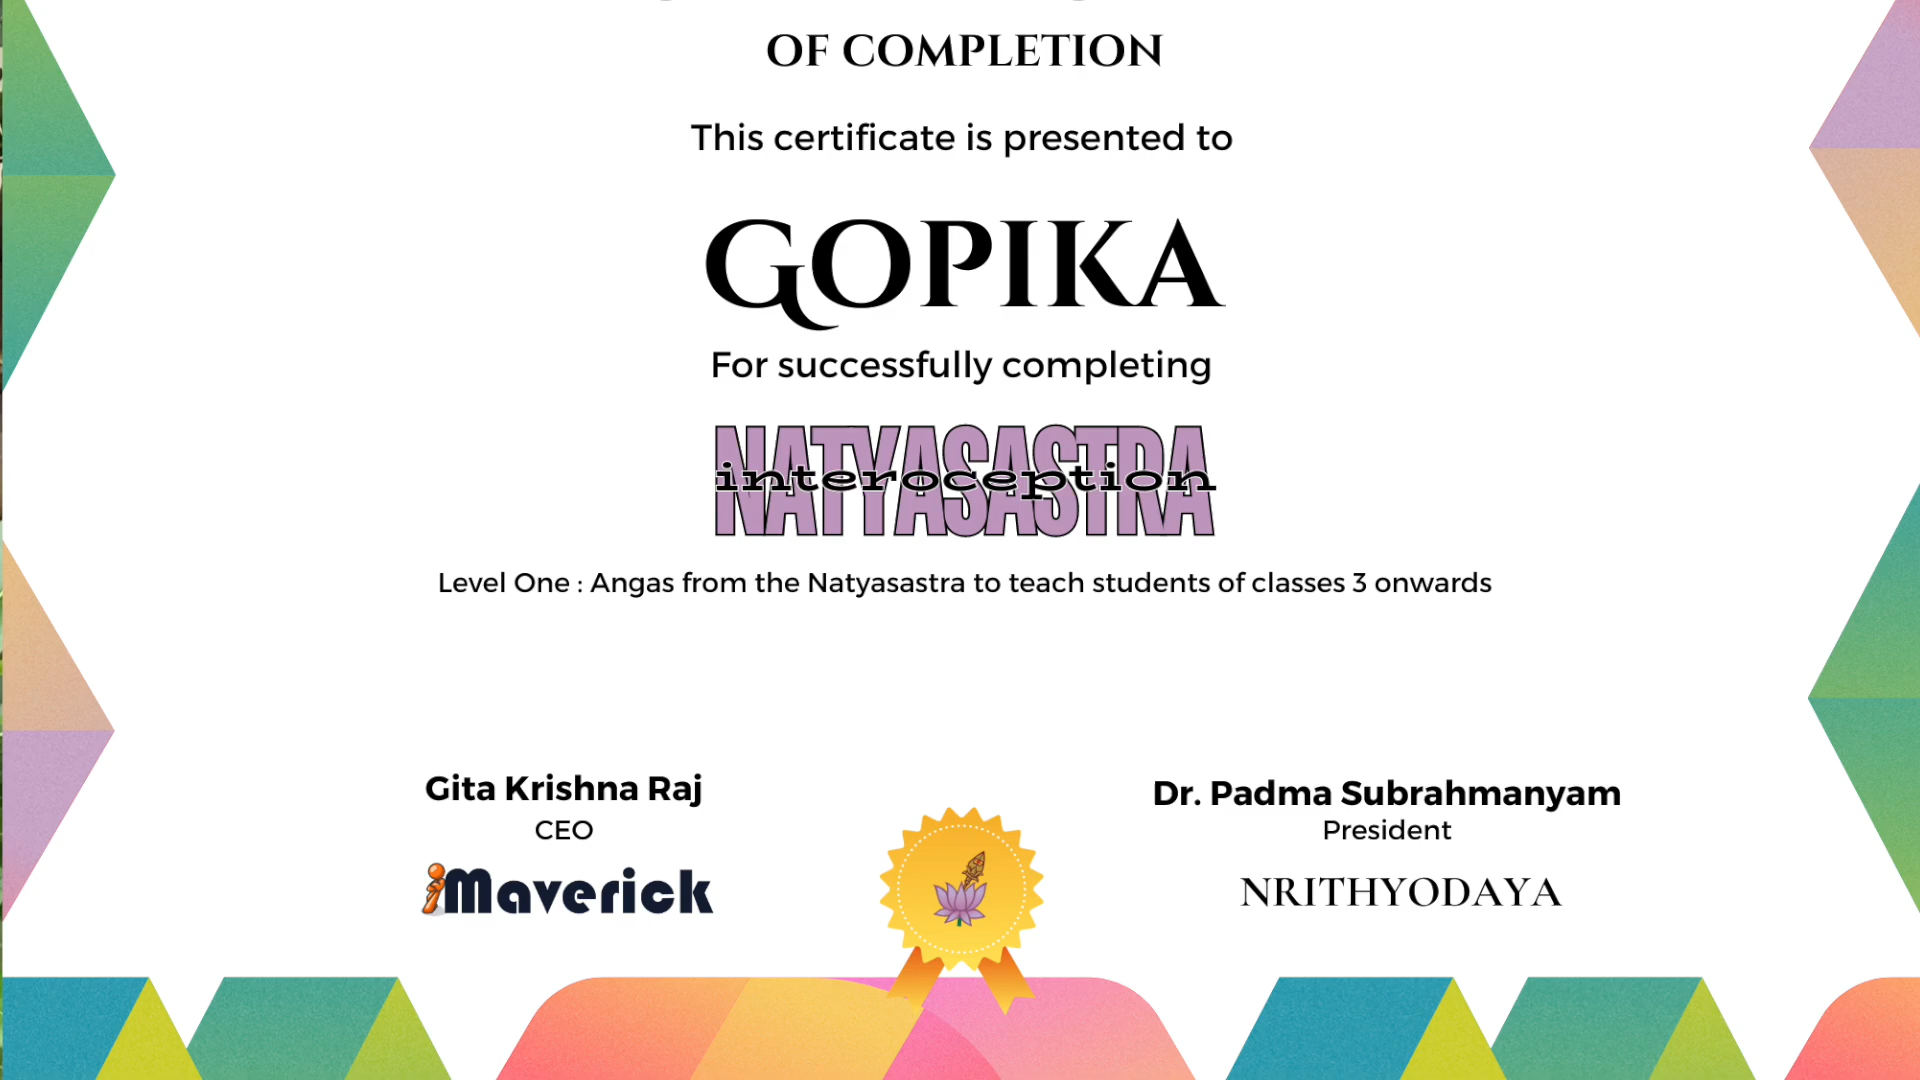 OF COMPLETION
This certificate is presented to
GOPIKA
For successfully completing
NATYASASTRA
interoception
Level One : Angas from the Natyasastra to teach students of classes 3 onwards
Gita Krishna Raj
CEO
iMaverick
Dr. Padma Subrahmanyam
President
NRITHYODAYA